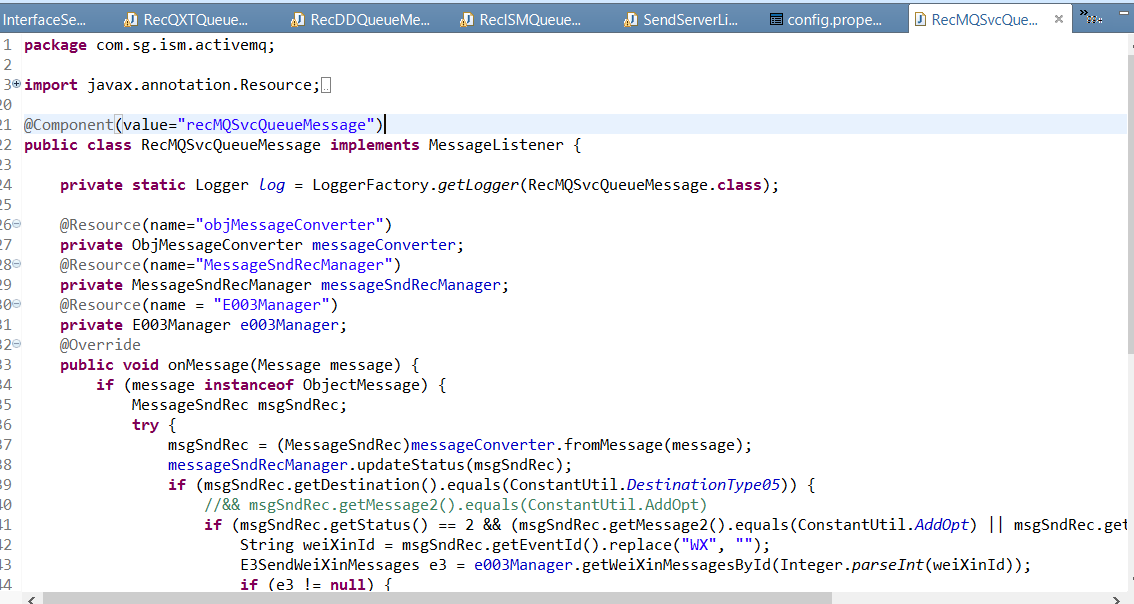 InterfaceSe... RecQXTQueue... RecDDQueueMe... RecISMQueue... SendServerLi... config.prope... RecMQSvcQue...
1 package com.sg.ism.activemq;
2
3 import javax.annotation.Resource;
20
21 @Component(value="recMQSvcQueueMessage")
22 public class RecMQSvcQueueMessage implements MessageListener {
23
24 private static Logger log = LoggerFactory.getLogger(RecMQSvcQueueMessage.class);
25
26 @Resource(name="objMessageConverter")
27 private ObjMessageConverter messageConverter;
28 @Resource(name="MessageSndRecManager")
29 private MessageSndRecManager messageSndRecManager;
30 @Resource(name = "E003Manager")
31 private E003Manager e003Manager;
32 @Override
33 public void onMessage(Message message) {
34 if (message instanceof ObjectMessage) {
35 MessageSndRec msgSndRec;
36 try {
37 msgSndRec = (MessageSndRec)messageConverter.fromMessage(message);
38 messageSndRecManager.updateStatus(msgSndRec);
39 if (msgSndRec.getDestination().equals(ConstantUtil.DestinationType05)) {
40 //&& msgSndRec.getMessage2().equals(ConstantUtil.AddOpt)
41 if (msgSndRec.getStatus() == 2 && (msgSndRec.getMessage2().equals(ConstantUtil.AddOpt) || msgSndRec.get
42 String weiXinId = msgSndRec.getEventId().replace("WX", "");
43 E3SendWeiXinMessages e3 = e003Manager.getWeiXinMessagesById(Integer.parseInt(weiXinId));
44 if (e3 != null) {